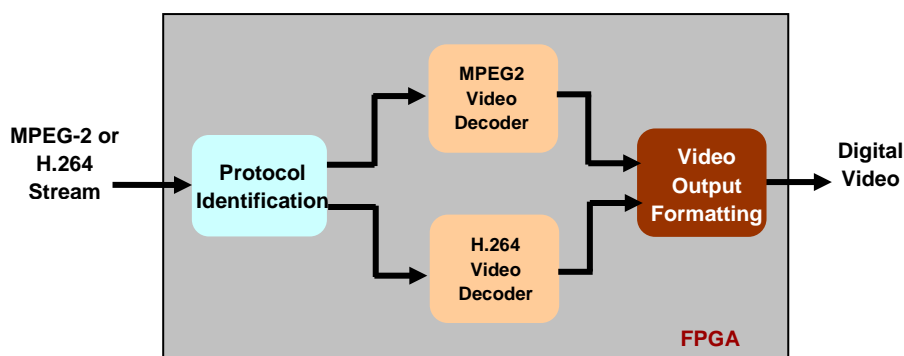 MPEG-2 or
H.264
Stream
Protocol
Identification
MPEG2
Video
Decoder
H.264
Video
Decoder
Video
Output
Formatting
Digital
Video
FPGA